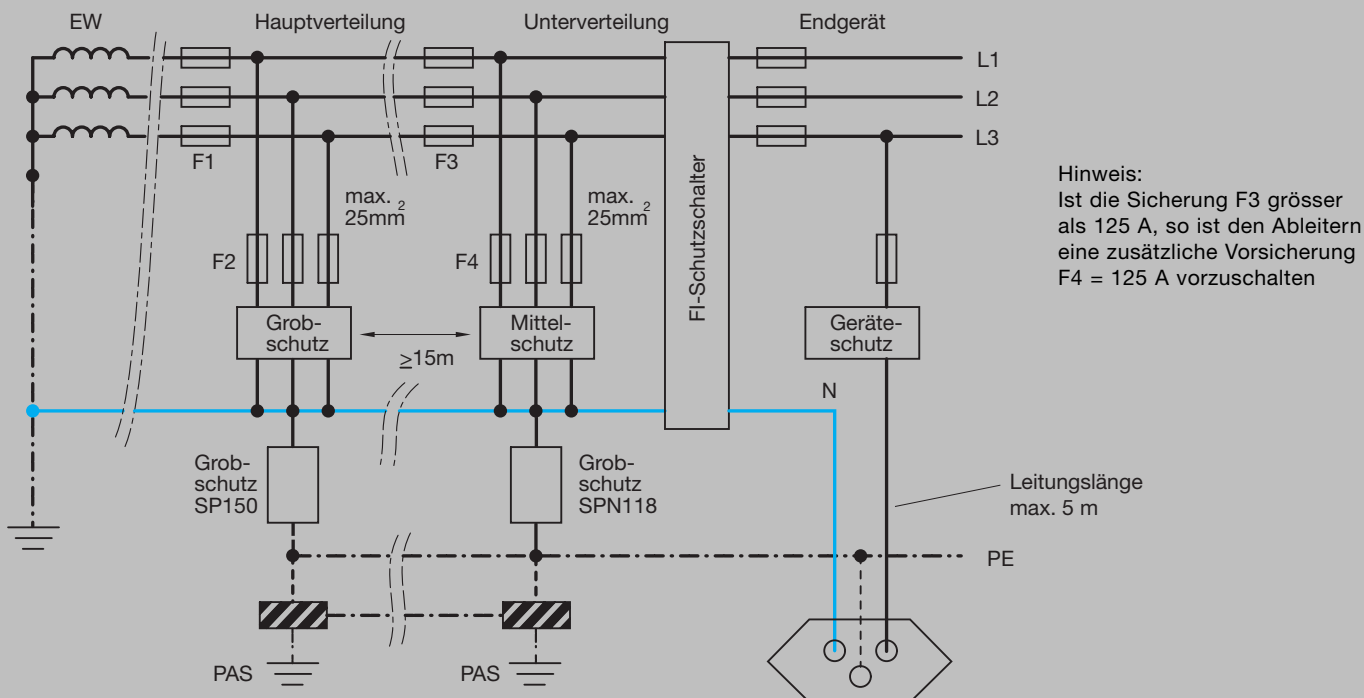 EW
Hauptverteilung
Unterverteilung
Endgerät
L1
L2
L3
F1
F3
max.
25mm²
max.
25mm²
F2
F4
FI-Schutzschalter
Hinweis:
Ist die Sicherung F3 grösser
als 125 A, so ist den Ableitern
eine zusätzliche Vorsicherung
F4 = 125 A vorzuschalten
Grob-
schutz
≥15m
Mittel-
schutz
Geräte-
schutz
N
Grob-
schutz
SP150
Grob-
schutz
SPN118
Leitungslänge
max. 5 m
PE
PAS
PAS